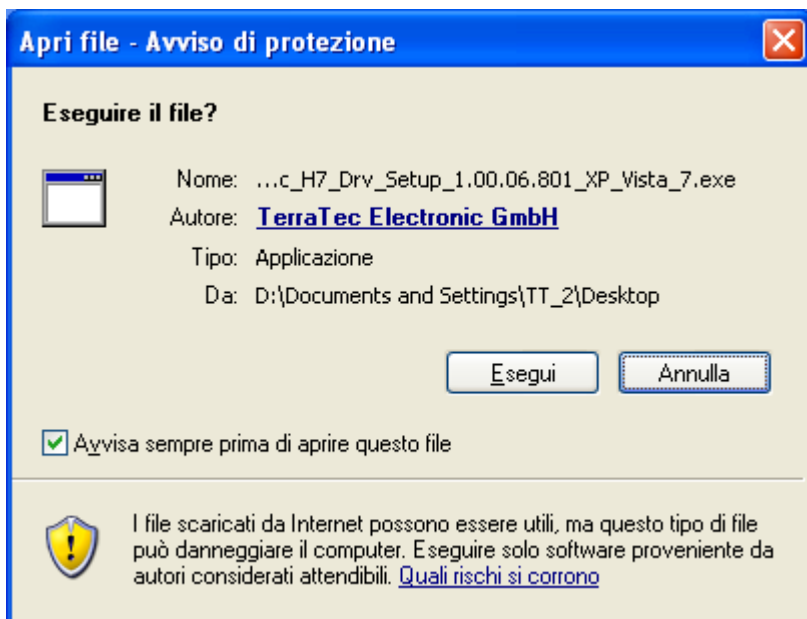 Apri file - Avviso di protezione
Eseguire il file?
Nome: ...c_H7_Drv_Setup_1.00.06.801_XP_Vista_7.exe
Autore: TerraTec Electronic GmbH
Tipo: Applicazione
Da: D:\Documents and Settings\TT_2\Desktop
Esegui Annulla
Avvisa sempre prima di aprire questo file
I file scaricati da Internet possono essere utili, ma questo tipo di file
può danneggiare il computer. Eseguire solo software proveniente da
autori considerati attendibili. Quali rischi si corrono